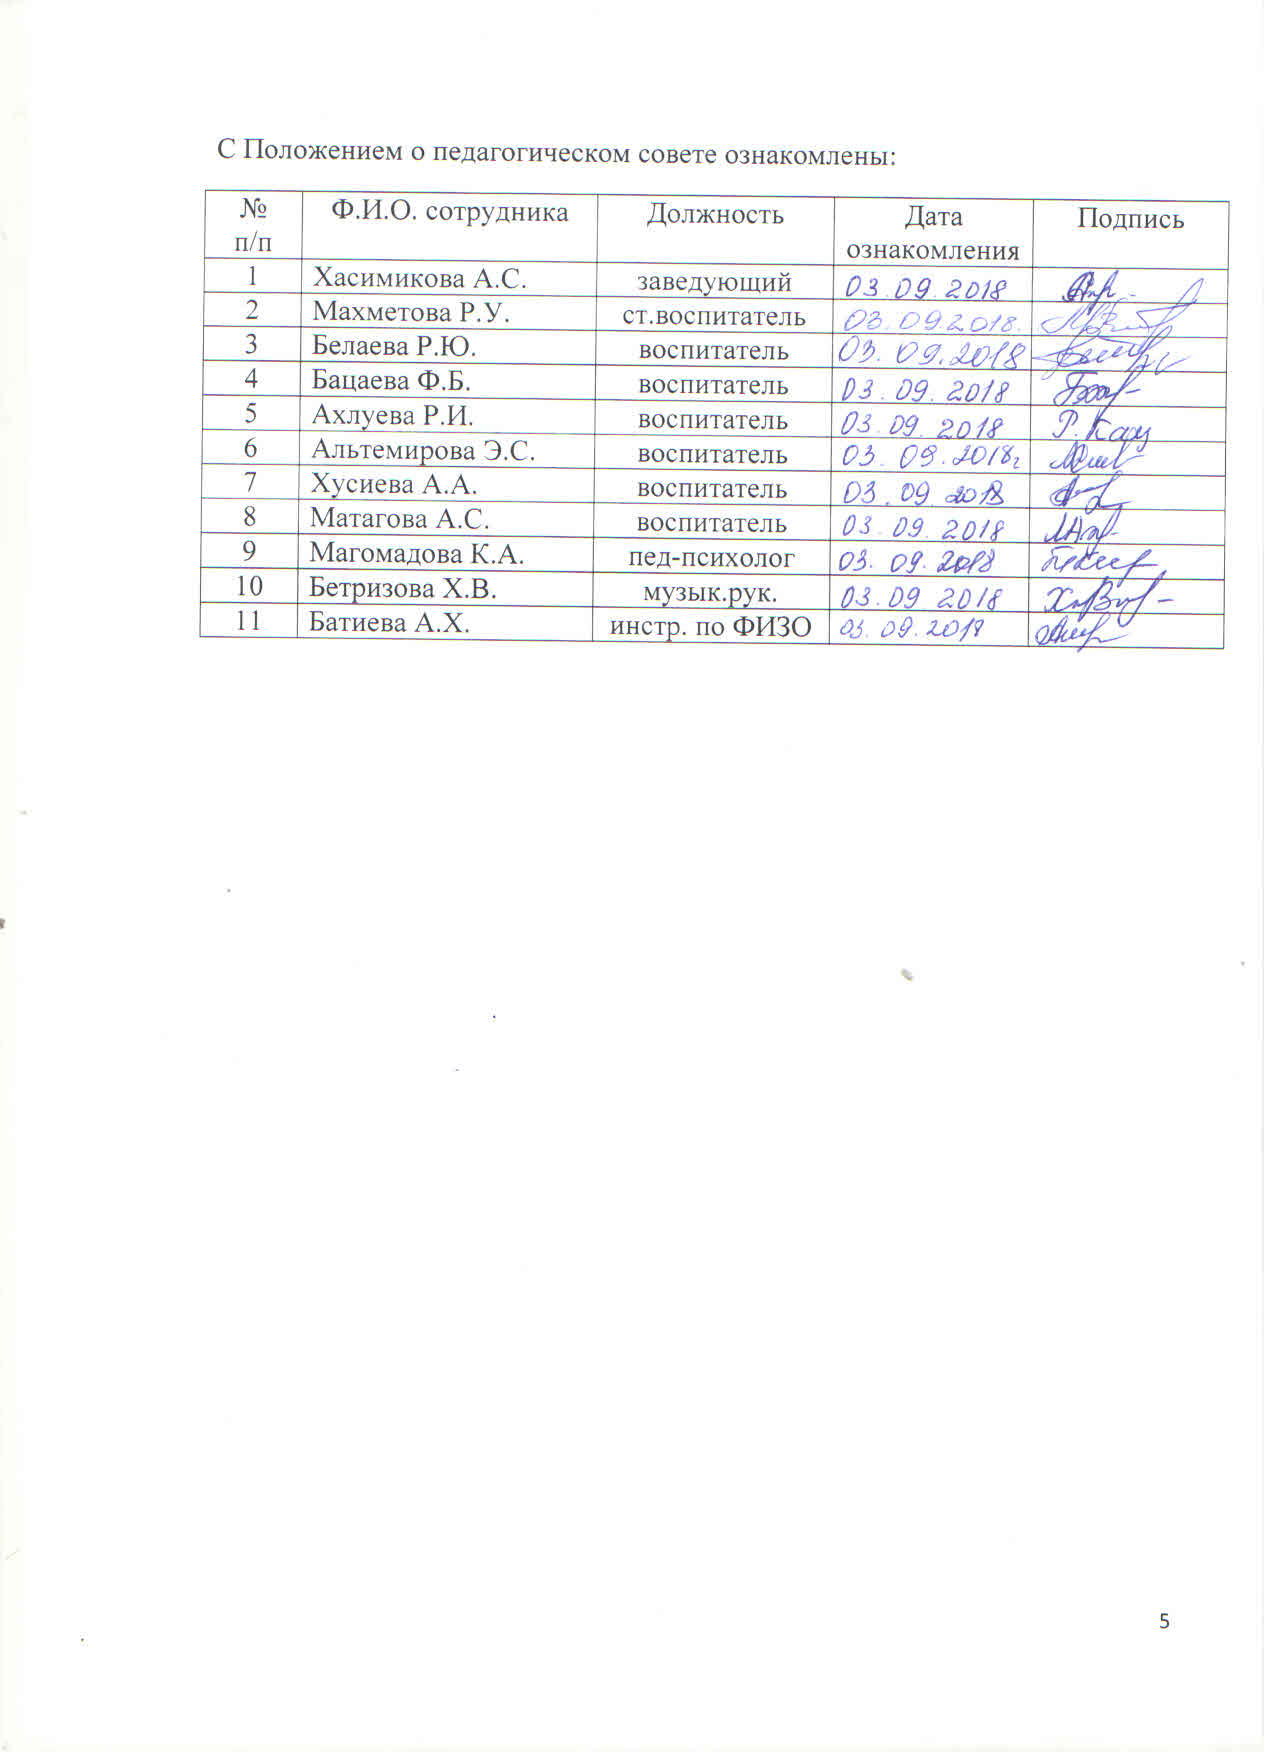 С Положением о педагогическом совете ознакомлены:
№ п/п Ф.И.О. сотрудника Должность Дата ознакомления Подпись
1 Хасимикова А.С. заведующий 03.09.2018
2 Махметова Р.У. ст.воспитатель 03.09.2018.
3 Белаева Р.Ю. воспитатель 03.09.2018
4 Бацаева Ф.Б. воспитатель 03.09.2018
5 Ахлуева Р.И. воспитатель 03.09.2018
6 Альтемирова Э.С. воспитатель 03.09.2018г
7 Хусиева А.А. воспитатель 03.09.2018
8 Матагова А.С. воспитатель 03.09.2018
9 Магомадова К.А. пед-психолог 03.09.2018
10 Бетризова Х.В. музык.рук. 03.09 2018
11 Батиева А.Х. инстр. по ФИЗО 03.09.2018
5